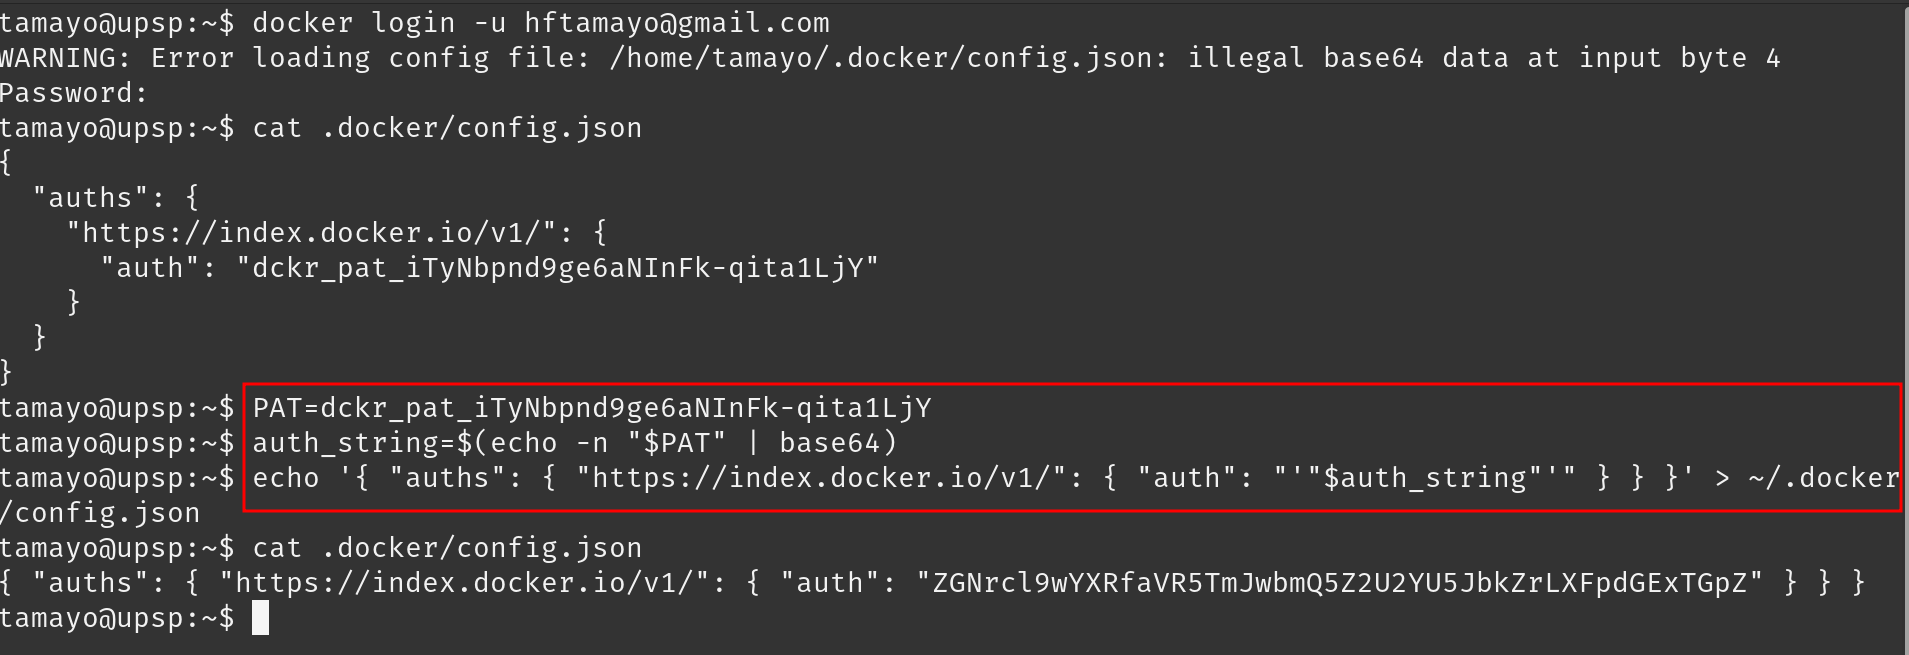 tamayo@upsp:~$ docker login -u hftamayo@gmail.com
WARNING: Error loading config file: /home/tamayo/.docker/config.json: illegal base64 data at input byte 4
Password:
tamayo@upsp:~$ cat .docker/config.json
{
  "auths": {
    "https://index.docker.io/v1/": {
      "auth": "dckr_pat_iTyNbpnd9ge6aNInFk-qita1LjY"
    }
  }
}
tamayo@upsp:~$ PAT=dckr_pat_iTyNbpnd9ge6aNInFk-qita1LjY
tamayo@upsp:~$ auth_string=$(echo -n "$PAT" | base64)
tamayo@upsp:~$ echo '{ "auths": { "https://index.docker.io/v1/": { "auth": "'"$auth_string"'" } } }' > ~/.docker
/config.json
tamayo@upsp:~$ cat .docker/config.json
{ "auths": { "https://index.docker.io/v1/": { "auth": "ZGNrcl9wYXRfaVR5TmJwbmQ5Z2U2YU5JbkZrLXFpdGExTGpZ" } } }
tamayo@upsp:~$